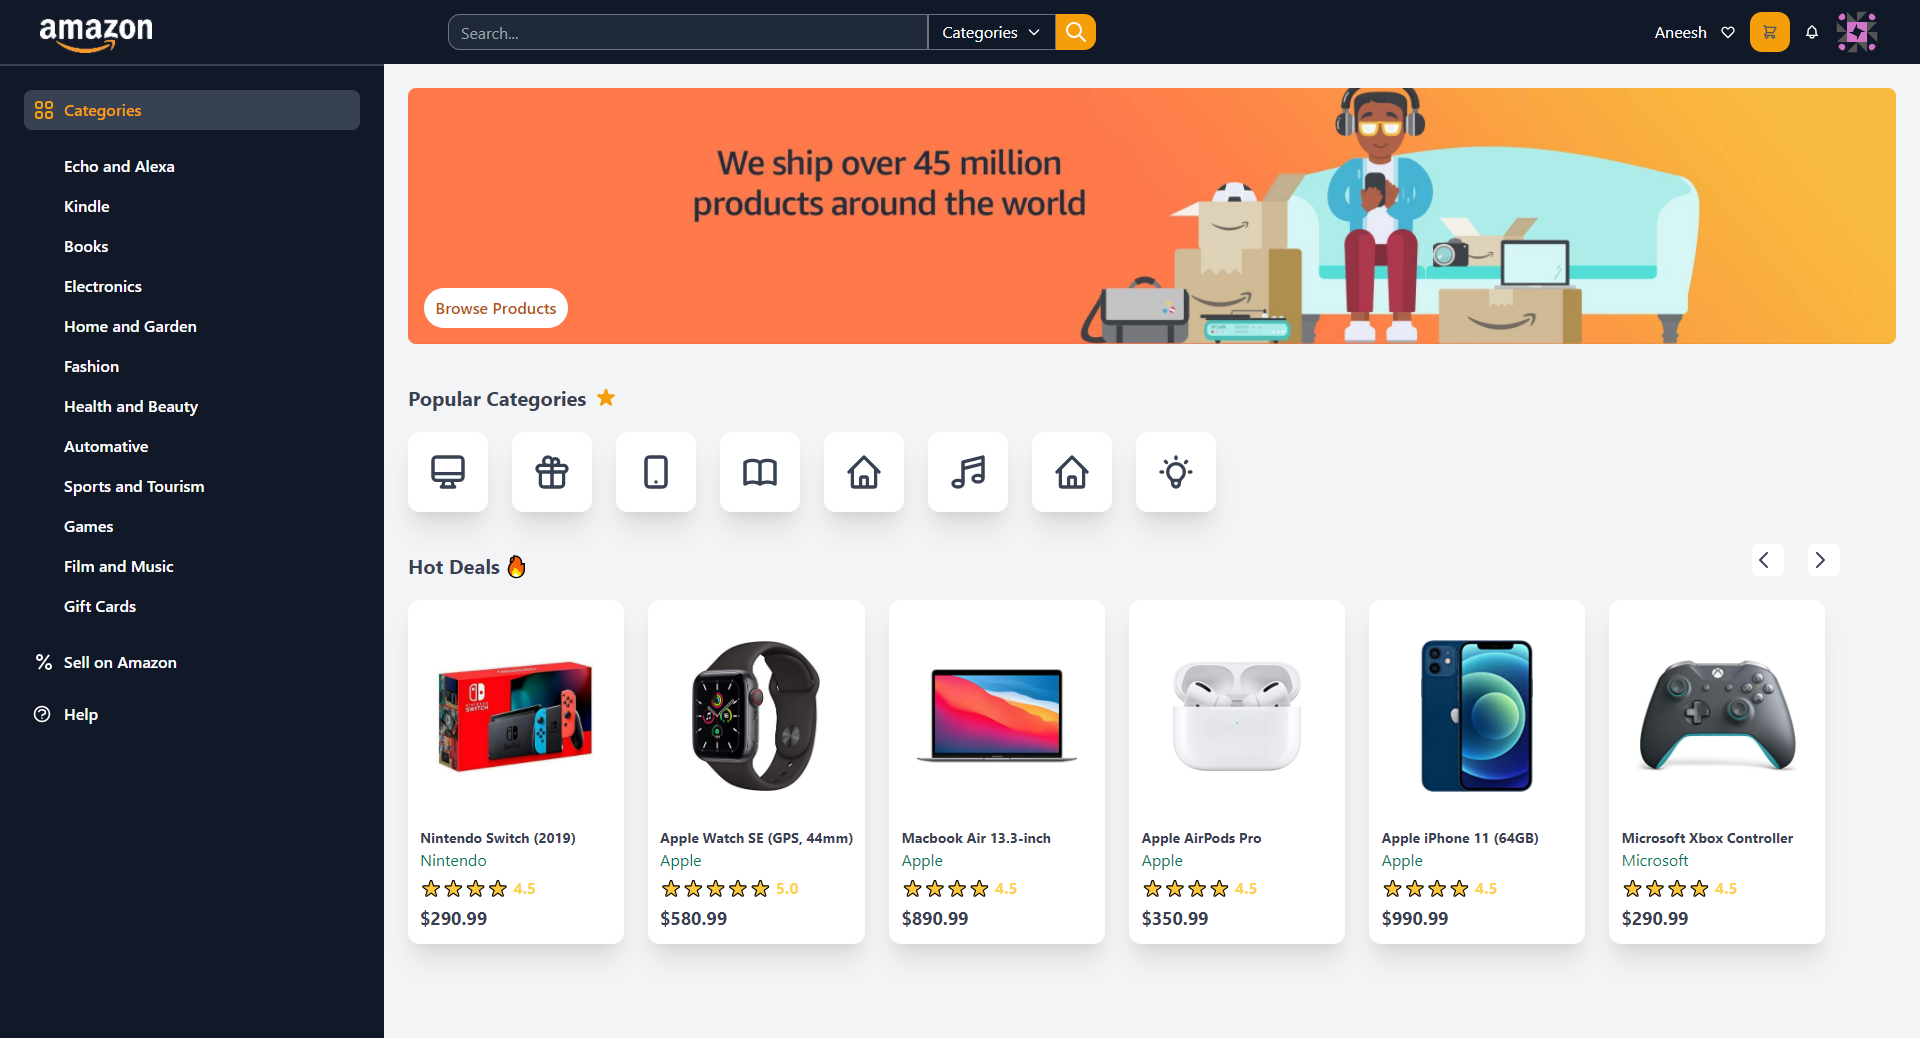 amazon
Search...
Categories
Aneesh
Categories
Echo and Alexa
Kindle
Books
Electronics
Home and Garden
Fashion
Health and Beauty
Automative
Sports and Tourism
Games
Film and Music
Gift Cards
Sell on Amazon
Help
We ship over 45 million
products around the world
Browse Products
Popular Categories
Hot Deals
NINTENDO
SWITCH
Nintendo Switch (2019)
Nintendo
4.5
$290.99
Apple Watch SE (GPS, 44mm)
Apple
5.0
$580.99
Macbook Air 13.3-inch
Apple
4.5
$890.99
Apple AirPods Pro
Apple
4.5
$350.99
Apple iPhone 11 (64GB)
Apple
4.5
$990.99
Microsoft Xbox Controller
Microsoft
4.5
$290.99